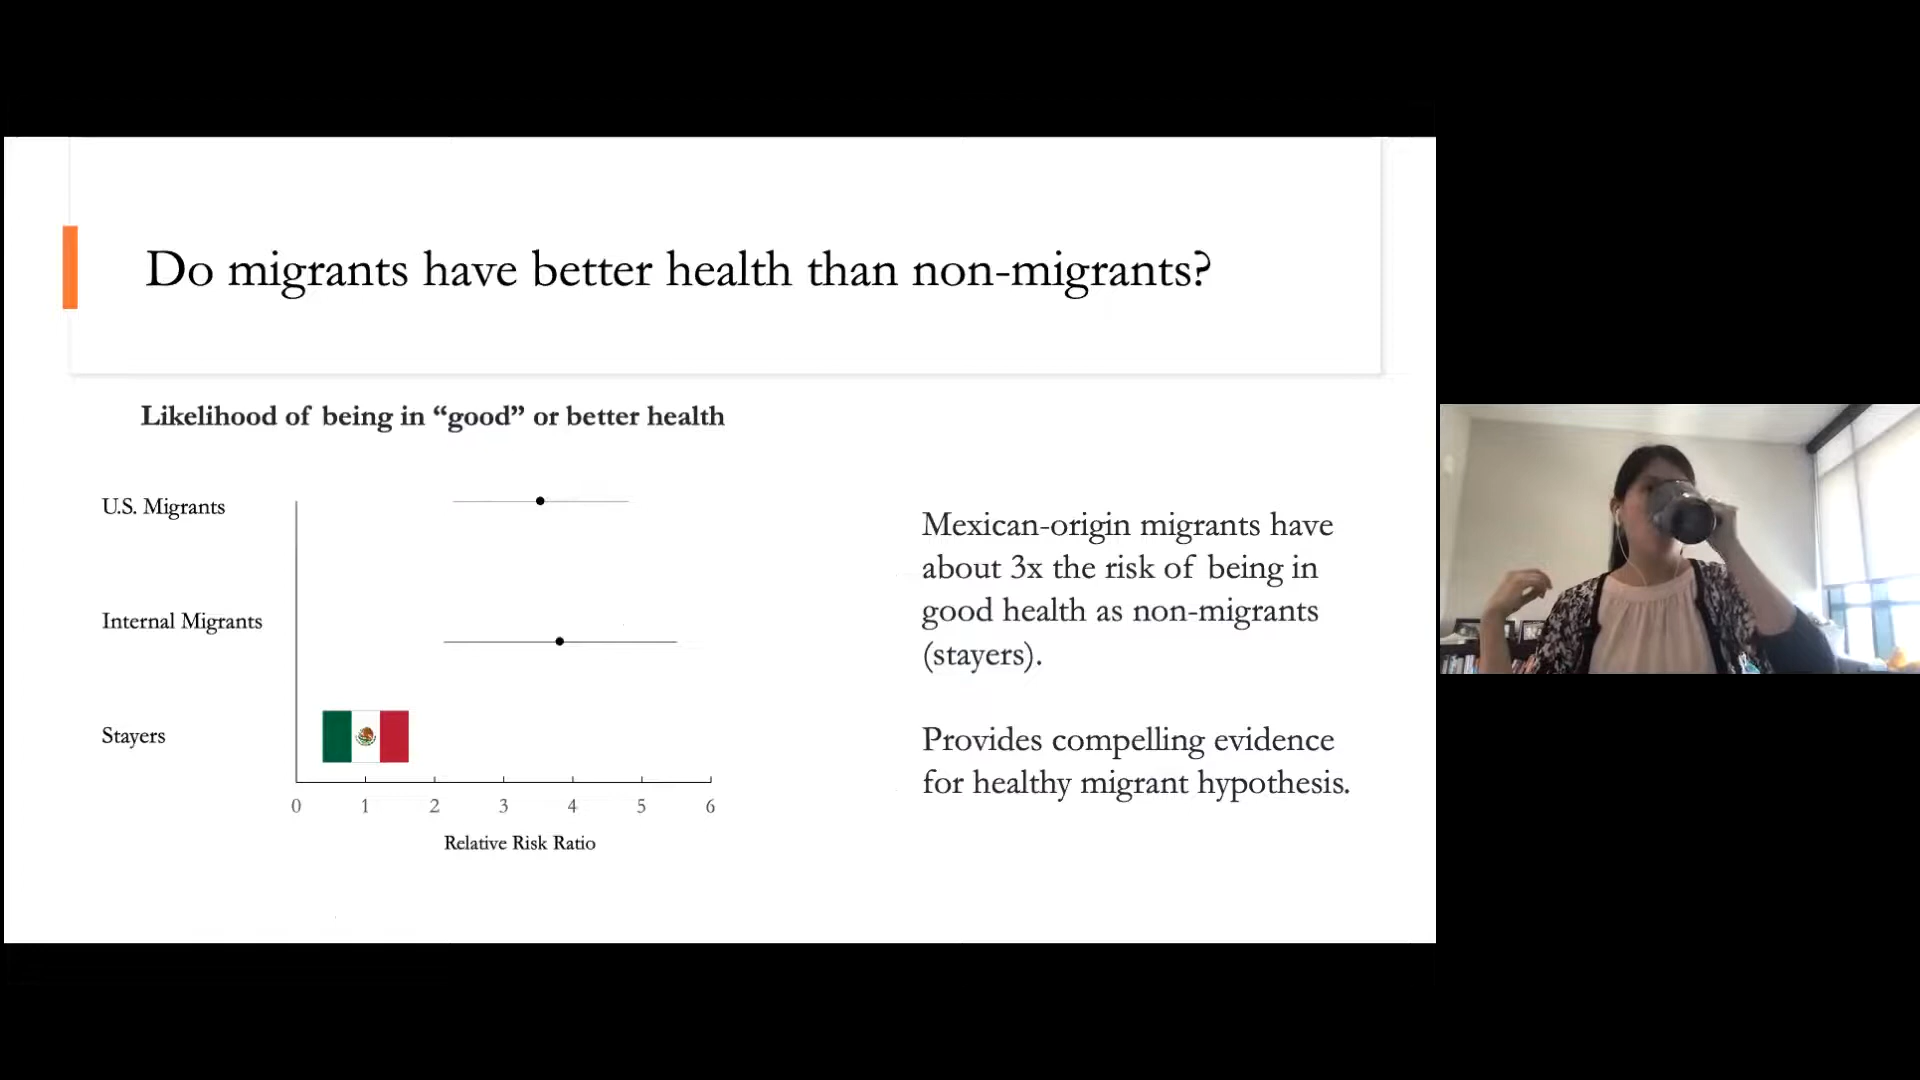 Do migrants have better health than non-migrants?
Likelihood of being in “good” or better health
U.S. Migrants
Internal Migrants
Stayers
0 1 2 3 4 5 6
Relative Risk Ratio
Mexican-origin migrants have
about 3x the risk of being in
good health as non-migrants
(stayers).
Provides compelling evidence
for healthy migrant hypothesis.